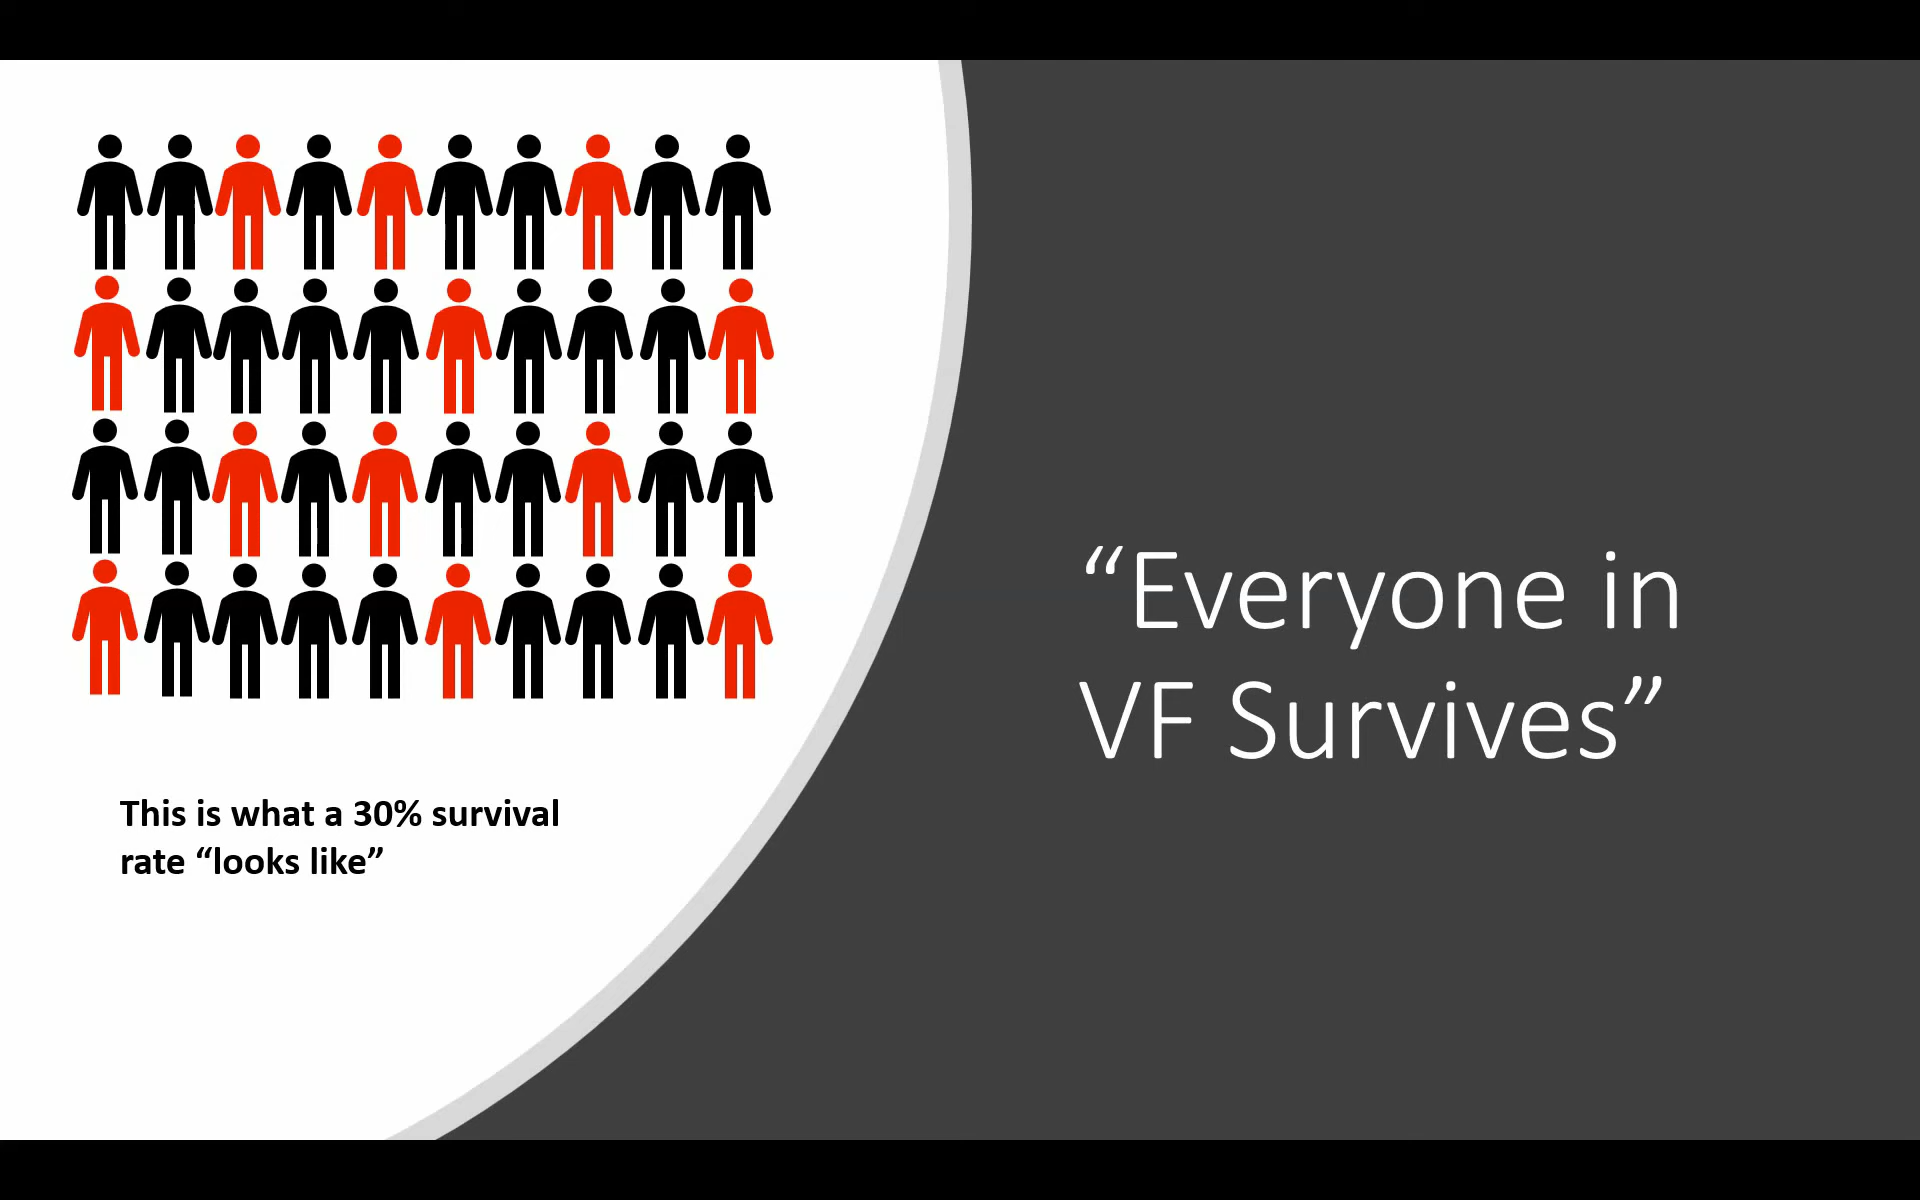 This is what a 30% survival
rate “looks like”
“Everyone in
VF Survives”